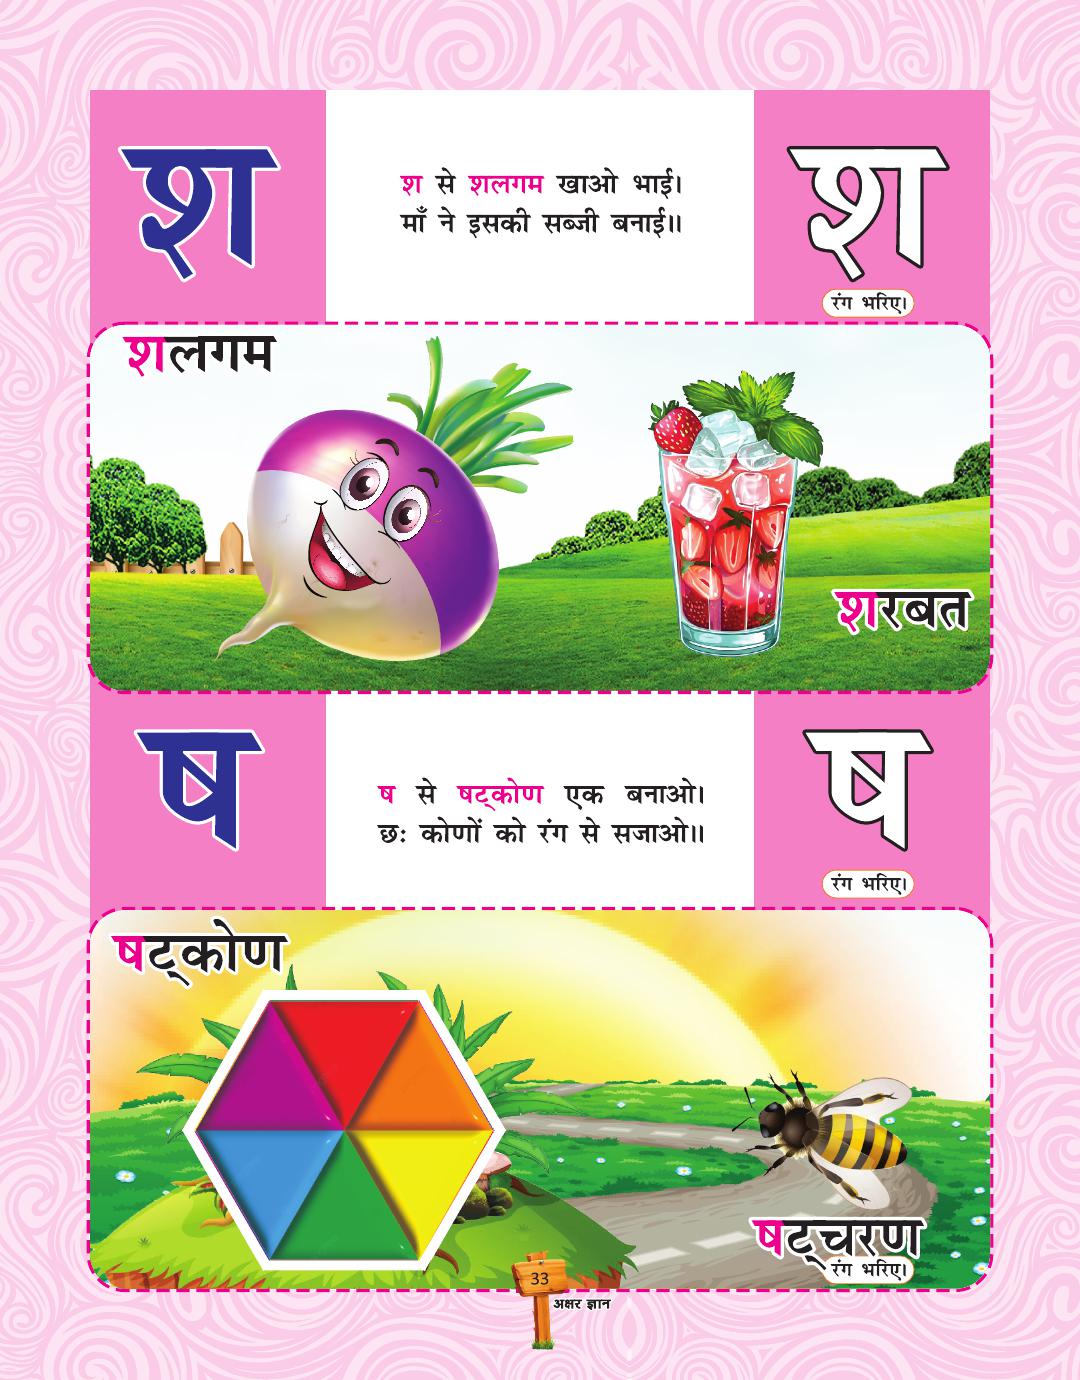 श
श से शलगम खाओ भाई।
माँ ने इसकी सब्जी बनाई॥
श
रंग भरिए।
शलगम
शरबत
ष
ष से षट्कोण एक बनाओ।
छः कोणों को रंग से सजाओ॥
ष
रंग भरिए।
षट्कोण
षट्चरण
रंग भरिए।
33
अक्षर ज्ञान